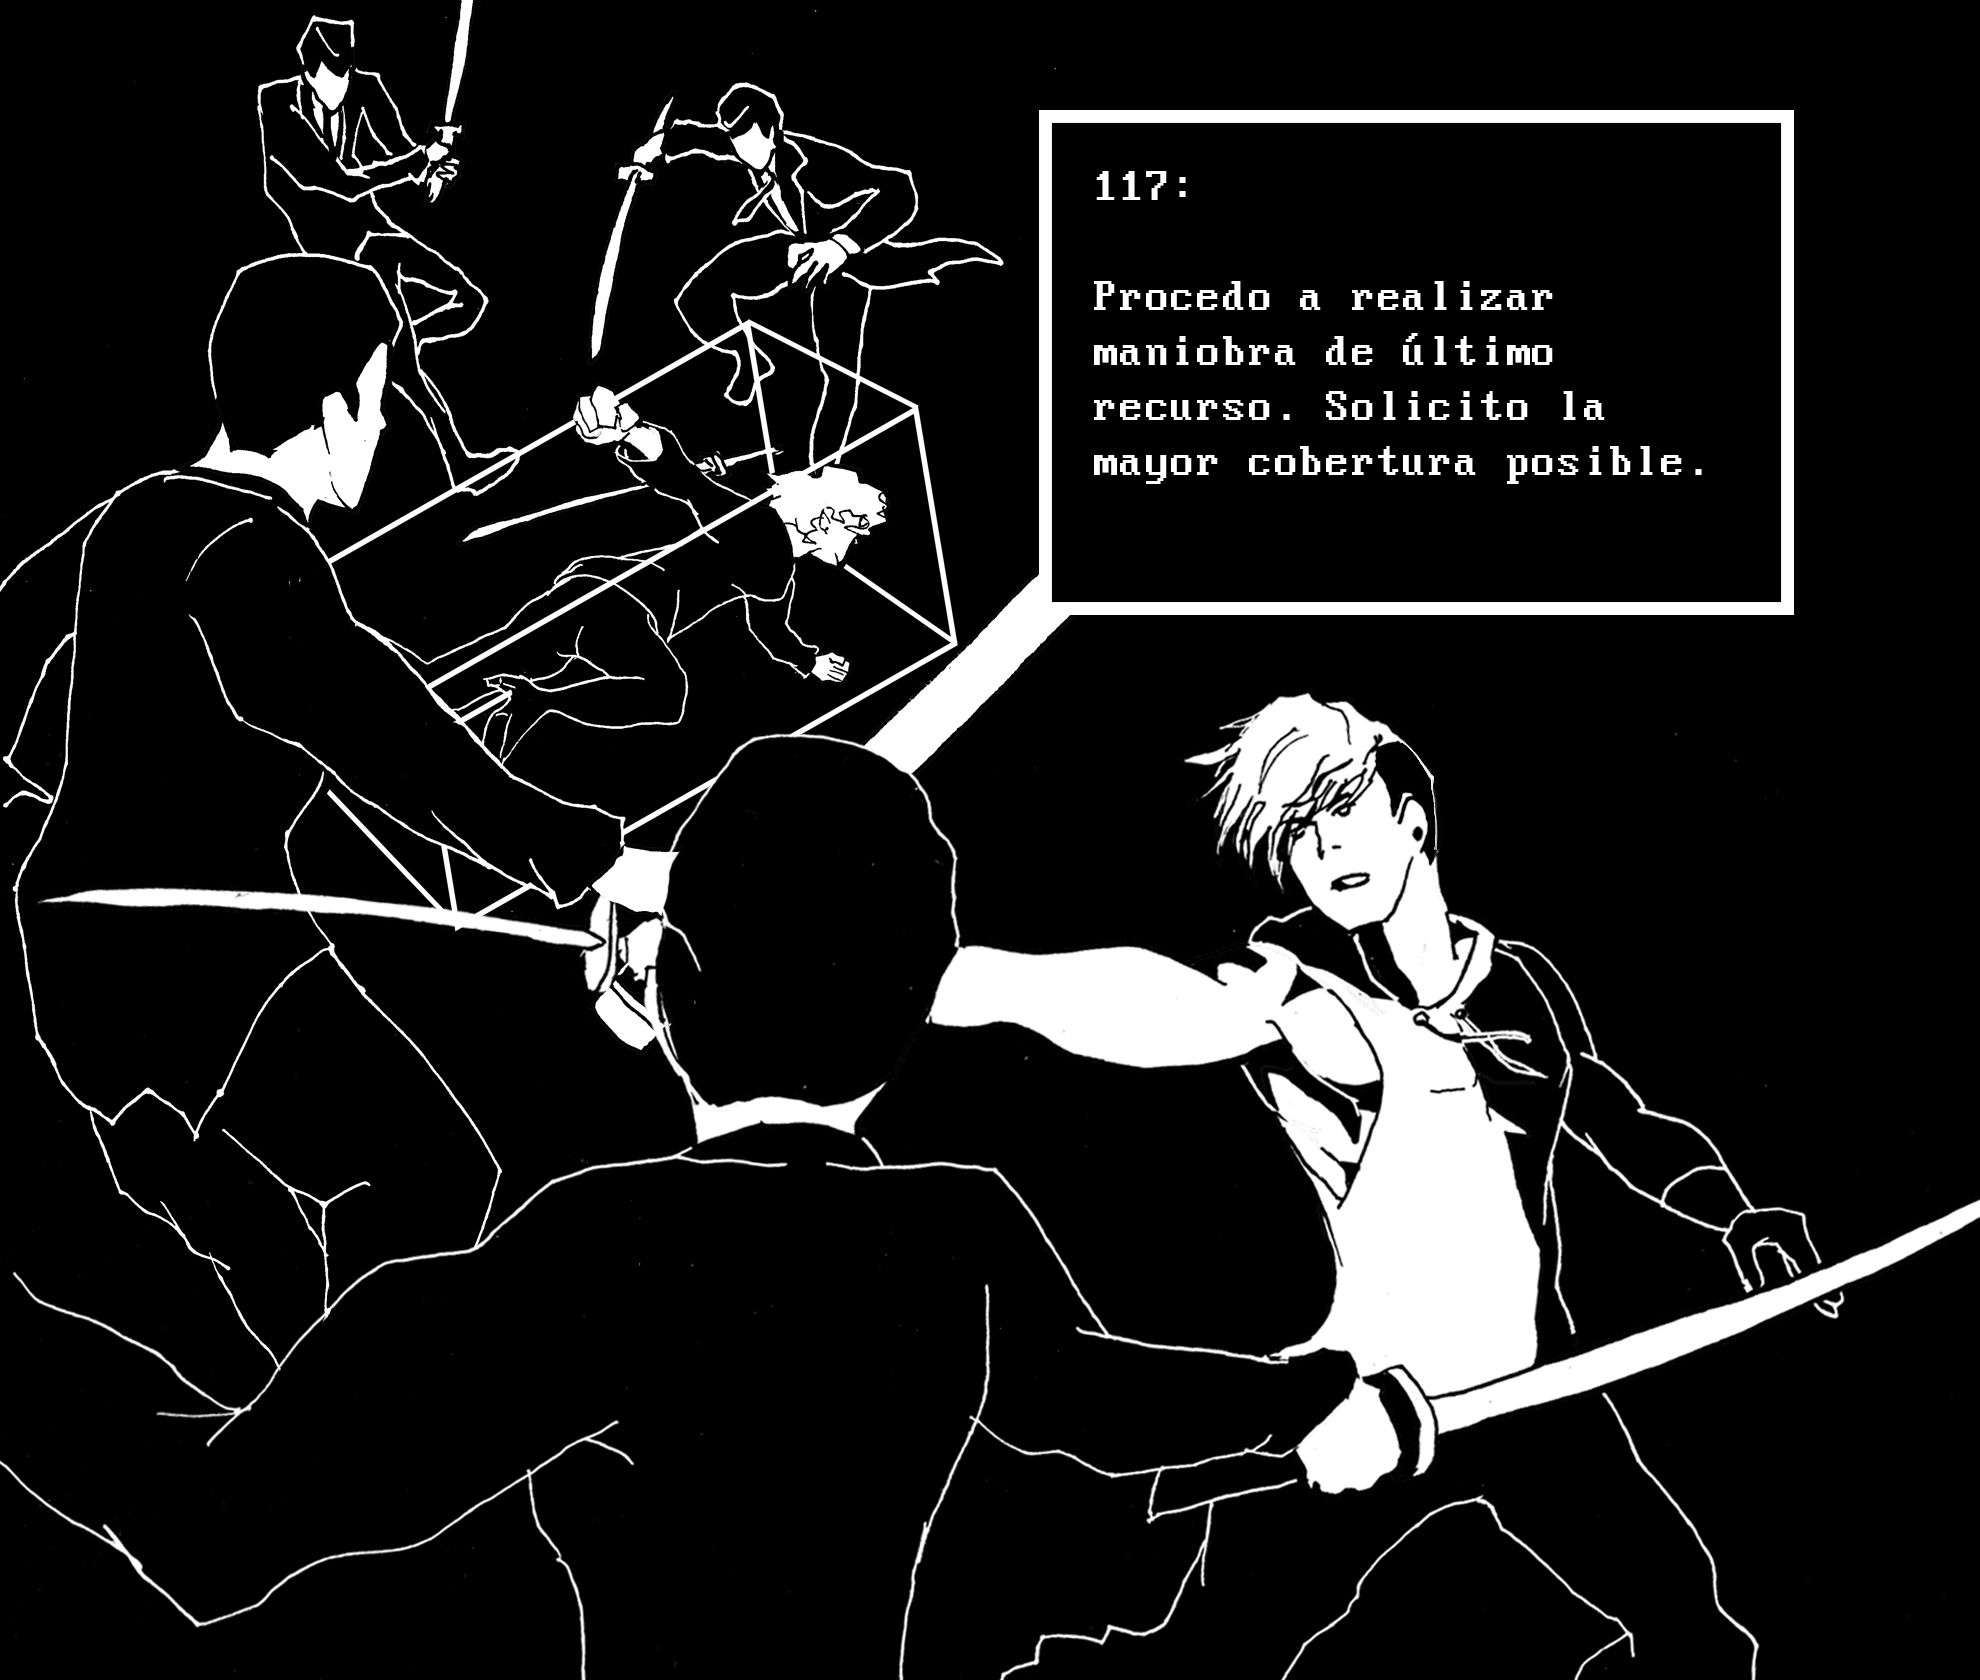 117:
Procedo a realizar
maniobra de último
recurso. Solicito la
mayor cobertura posible.